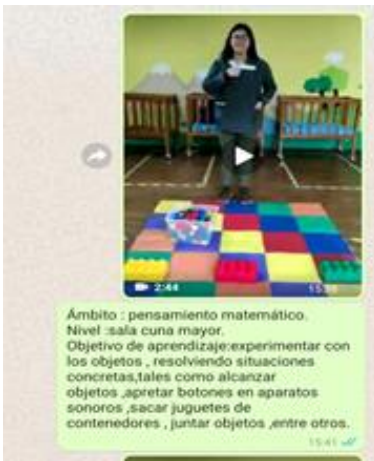 2:44
Ámbito : pensamiento matemático.
Nivel :sala cuna mayor.
Objetivo de aprendizaje:experimentar con
los objetos , resolviendo situaciones
concretas,tales como alcanzar
objetos ,apretar botones en aparatos
sonoros ,sacar juguetes de
contenedores , juntar objetos ,entre otros.
15:41